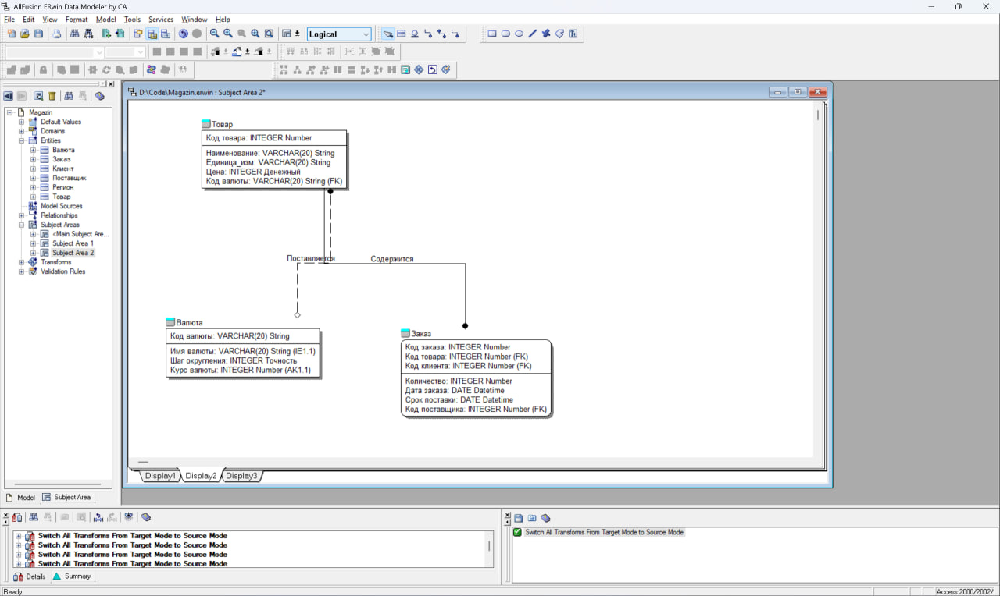 AllFusion ERwin Data Modeler by CA
File Edit View Format Model Tools Services Window Help
Logical
D:\Code\Magazin.erwin : Subject Area 2*
Magazin
Default Values
Domains
Entities
Валюта
Заказ
Клиент
Поставщик
Регион
Товар
Model Sources
Relationships
Subject Areas
<Main Subject Are...
Subject Area 1
Subject Area 2
Transforms
Validation Rules
Model Subject Area
Товар
Код товара: INTEGER Number
Наименование: VARCHAR(20) String
Единица_изм: VARCHAR(20) String
Цена: INTEGER Денежный
Код валюты: VARCHAR(20) String (FK)
Поставляется
Содержится
Валюта
Код валюты: VARCHAR(20) String
Имя валюты: VARCHAR(20) String (IE1.1)
Шаг округления: INTEGER Точность
Курс валюты: INTEGER Number (AK1.1)
Заказ
Код заказа: INTEGER Number
Код товара: INTEGER Number (FK)
Код клиента: INTEGER Number (FK)
Количество: INTEGER Number
Дата заказа: DATE Datetime
Срок поставки: DATE Datetime
Код поставщика: INTEGER Number (FK)
Display1 Display2 Display3
Switch All Transforms From Target Mode to Source Mode
Switch All Transforms From Target Mode to Source Mode
Switch All Transforms From Target Mode to Source Mode
Switch All Transforms From Target Mode to Source Mode
Details Summary
Switch All Transforms From Target Mode to Source Mode
Ready
Access 2000/2002/